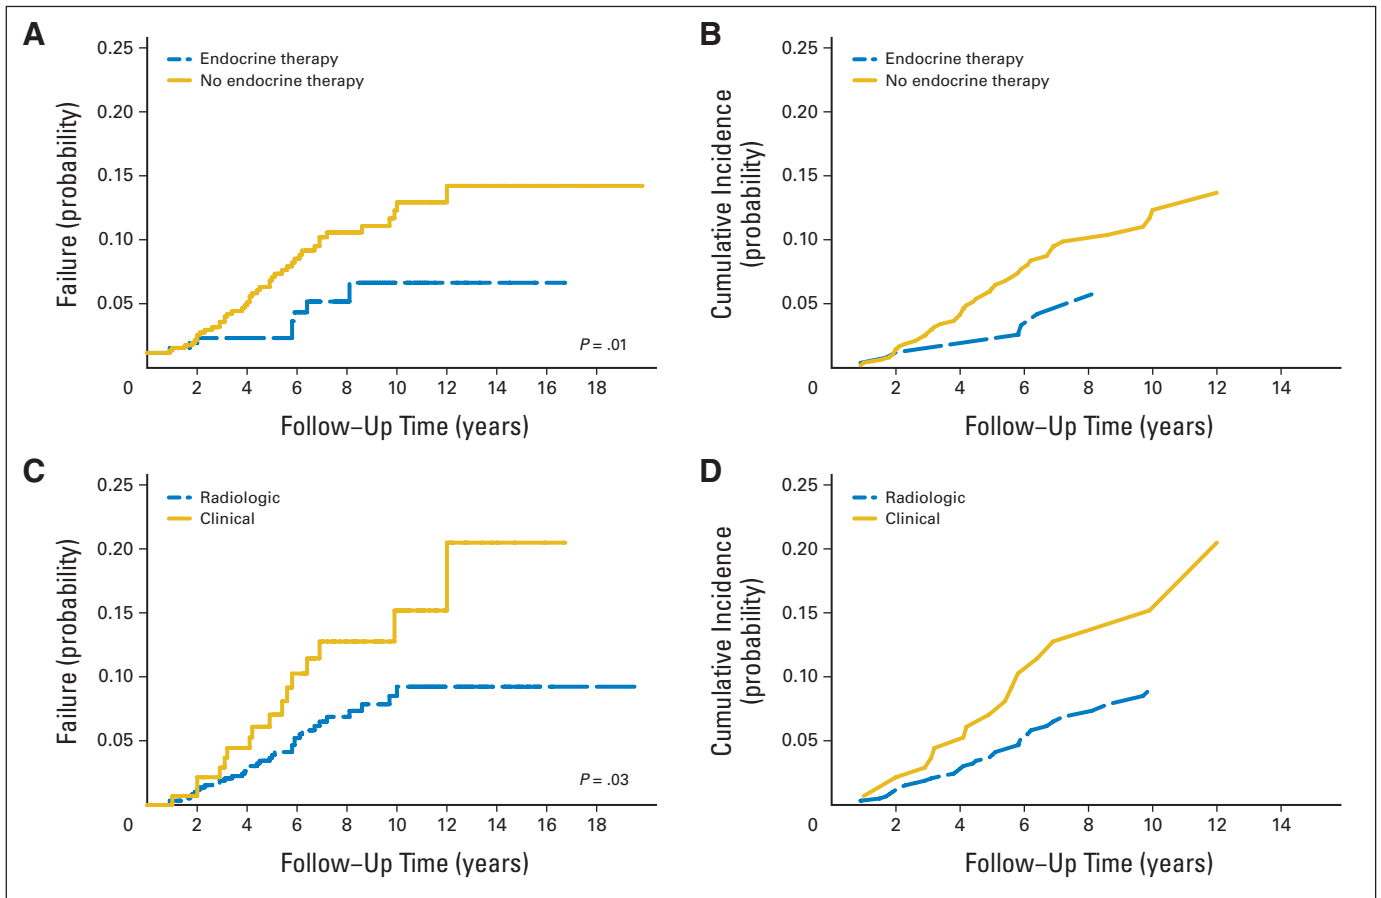 A
Failure (probability)
0.25
0.20
0.15
0.10
0.05
Endocrine therapy
No endocrine therapy
P = .01
0 2 4 6 8 10 12 14 16 18
Follow–Up Time (years)
B
Cumulative Incidence
(probability)
0.25
0.20
0.15
0.10
0.05
Endocrine therapy
No endocrine therapy
0 2 4 6 8 10 12 14
Follow–Up Time (years)
C
Failure (probability)
0.25
0.20
0.15
0.10
0.05
Radiologic
Clinical
P = .03
0 2 4 6 8 10 12 14 16 18
Follow–Up Time (years)
D
Cumulative Incidence
(probability)
0.25
0.20
0.15
0.10
0.05
Radiologic
Clinical
0 2 4 6 8 10 12 14
Follow–Up Time (years)